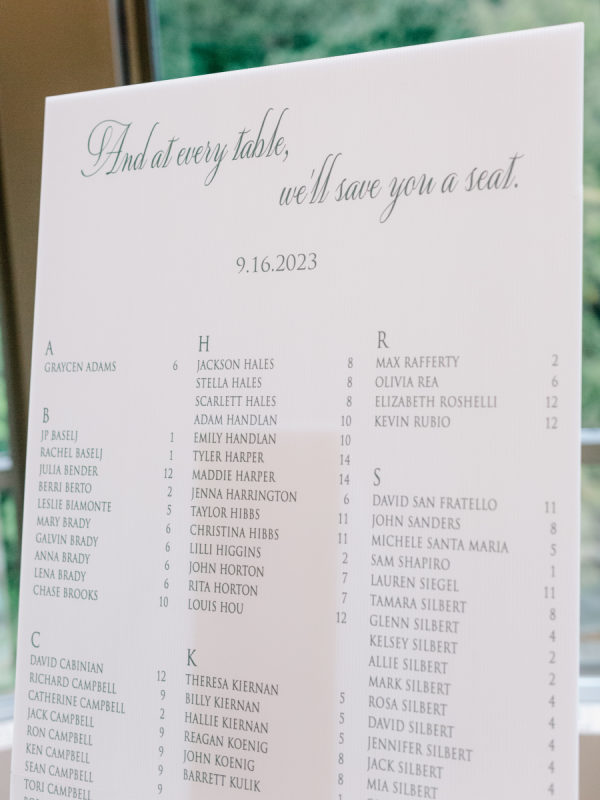 And at every table,
we'll save you a seat.
9.16.2023
A
GRAYCEN ADAMS 6
B
JP BASELJ 1
RACHEL BASELJ 1
JULIA BENDER 12
BERRI BERTO 2
LESLIE BIAMONTE 5
MARY BRADY 6
GALVIN BRADY 6
ANNA BRADY 6
LENA BRADY 6
CHASE BROOKS 10
C
DAVID CABINIAN 12
RICHARD CAMPBELL 9
CATHERINE CAMPBELL 2
JACK CAMPBELL 9
RON CAMPBELL 9
KEN CAMPBELL 9
SEAN CAMPBELL 9
TORI CAMPBELL
H
JACKSON HALES 8
STELLA HALES 8
SCARLETT HALES 8
ADAM HANDLAN 10
EMILY HANDLAN 10
TYLER HARPER 14
MADDIE HARPER 14
JENNA HARRINGTON 6
TAYLOR HIBBS 11
CHRISTINA HIBBS 11
LILLI HIGGINS 2
JOHN HORTON 7
RITA HORTON 7
LOUIS HOU 12
K
THERESA KIERNAN 5
BILLY KIERNAN 5
HALLIE KIERNAN 5
REAGAN KOENIG 8
JOHN KOENIG 8
BARRETT KULIK
R
MAX RAFFERTY 2
OLIVIA REA 6
ELIZABETH ROSHELLI 12
KEVIN RUBIO 12
S
DAVID SAN FRATELLO 11
JOHN SANDERS 8
MICHELE SANTA MARIA 5
SAM SHAPIRO 1
LAUREN SIEGEL 11
TAMARA SILBERT 8
GLENN SILBERT 4
KELSEY SILBERT 2
ALLIE SILBERT 2
MARK SILBERT 4
ROSA SILBERT 4
DAVID SILBERT 4
JENNIFER SILBERT 4
JACK SILBERT 4
MIA SILBERT